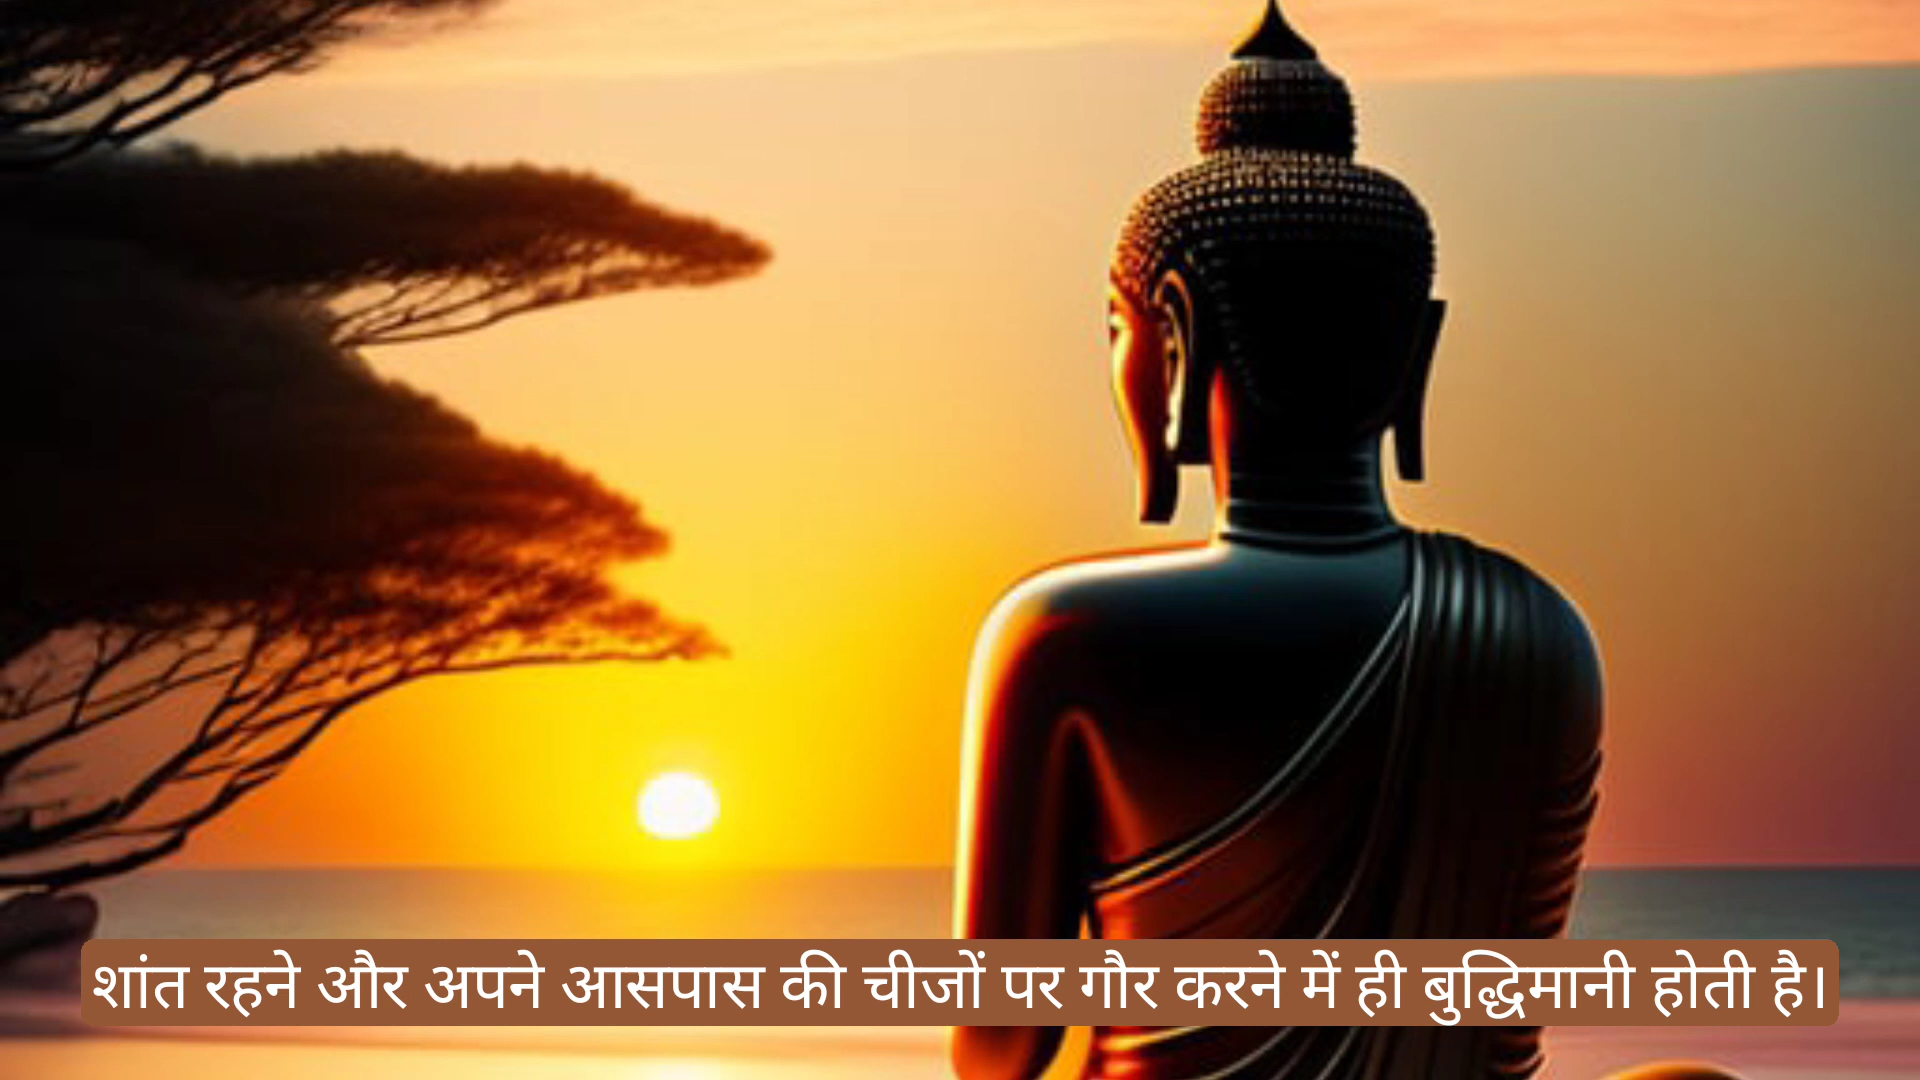 शांत रहने और अपने आसपास की चीजों पर गौर करने में ही बुद्धिमानी होती है।